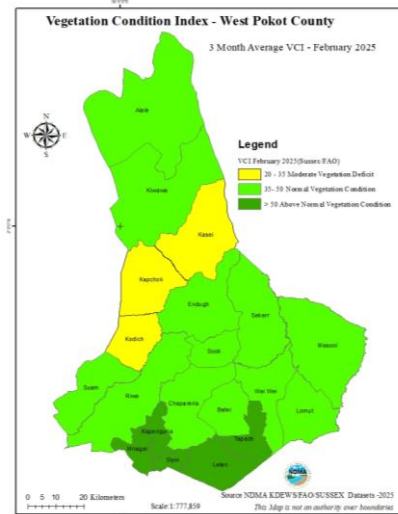 Vegetation Condition Index - West Pokot County
3 Month Average VCI - February 2025
N
W
E
S
Legend
VCI February 2025(Sussex/FAO)
20 - 35 Moderate Vegetation Deficit
35- 50 Normal Vegetation Condition
> 50 Above Normal Vegetation Condition
Alale
Kiwawa
Kasei
Kapchok
Endugh
Sekerr
Kodich
Sook
Masool
Suam
Riwo
Chepareria
Batei
Wei Wei
Lomut
Kapenguria
Mnagei
Siyoi
Tapach
Lelan
NDMA
0 5 10 20 Kilometers
Scale:1:777,859
Source NDMA KDEWS/FAO/SUSSEX Datasets -2025
This Map is not an authority over boundaries